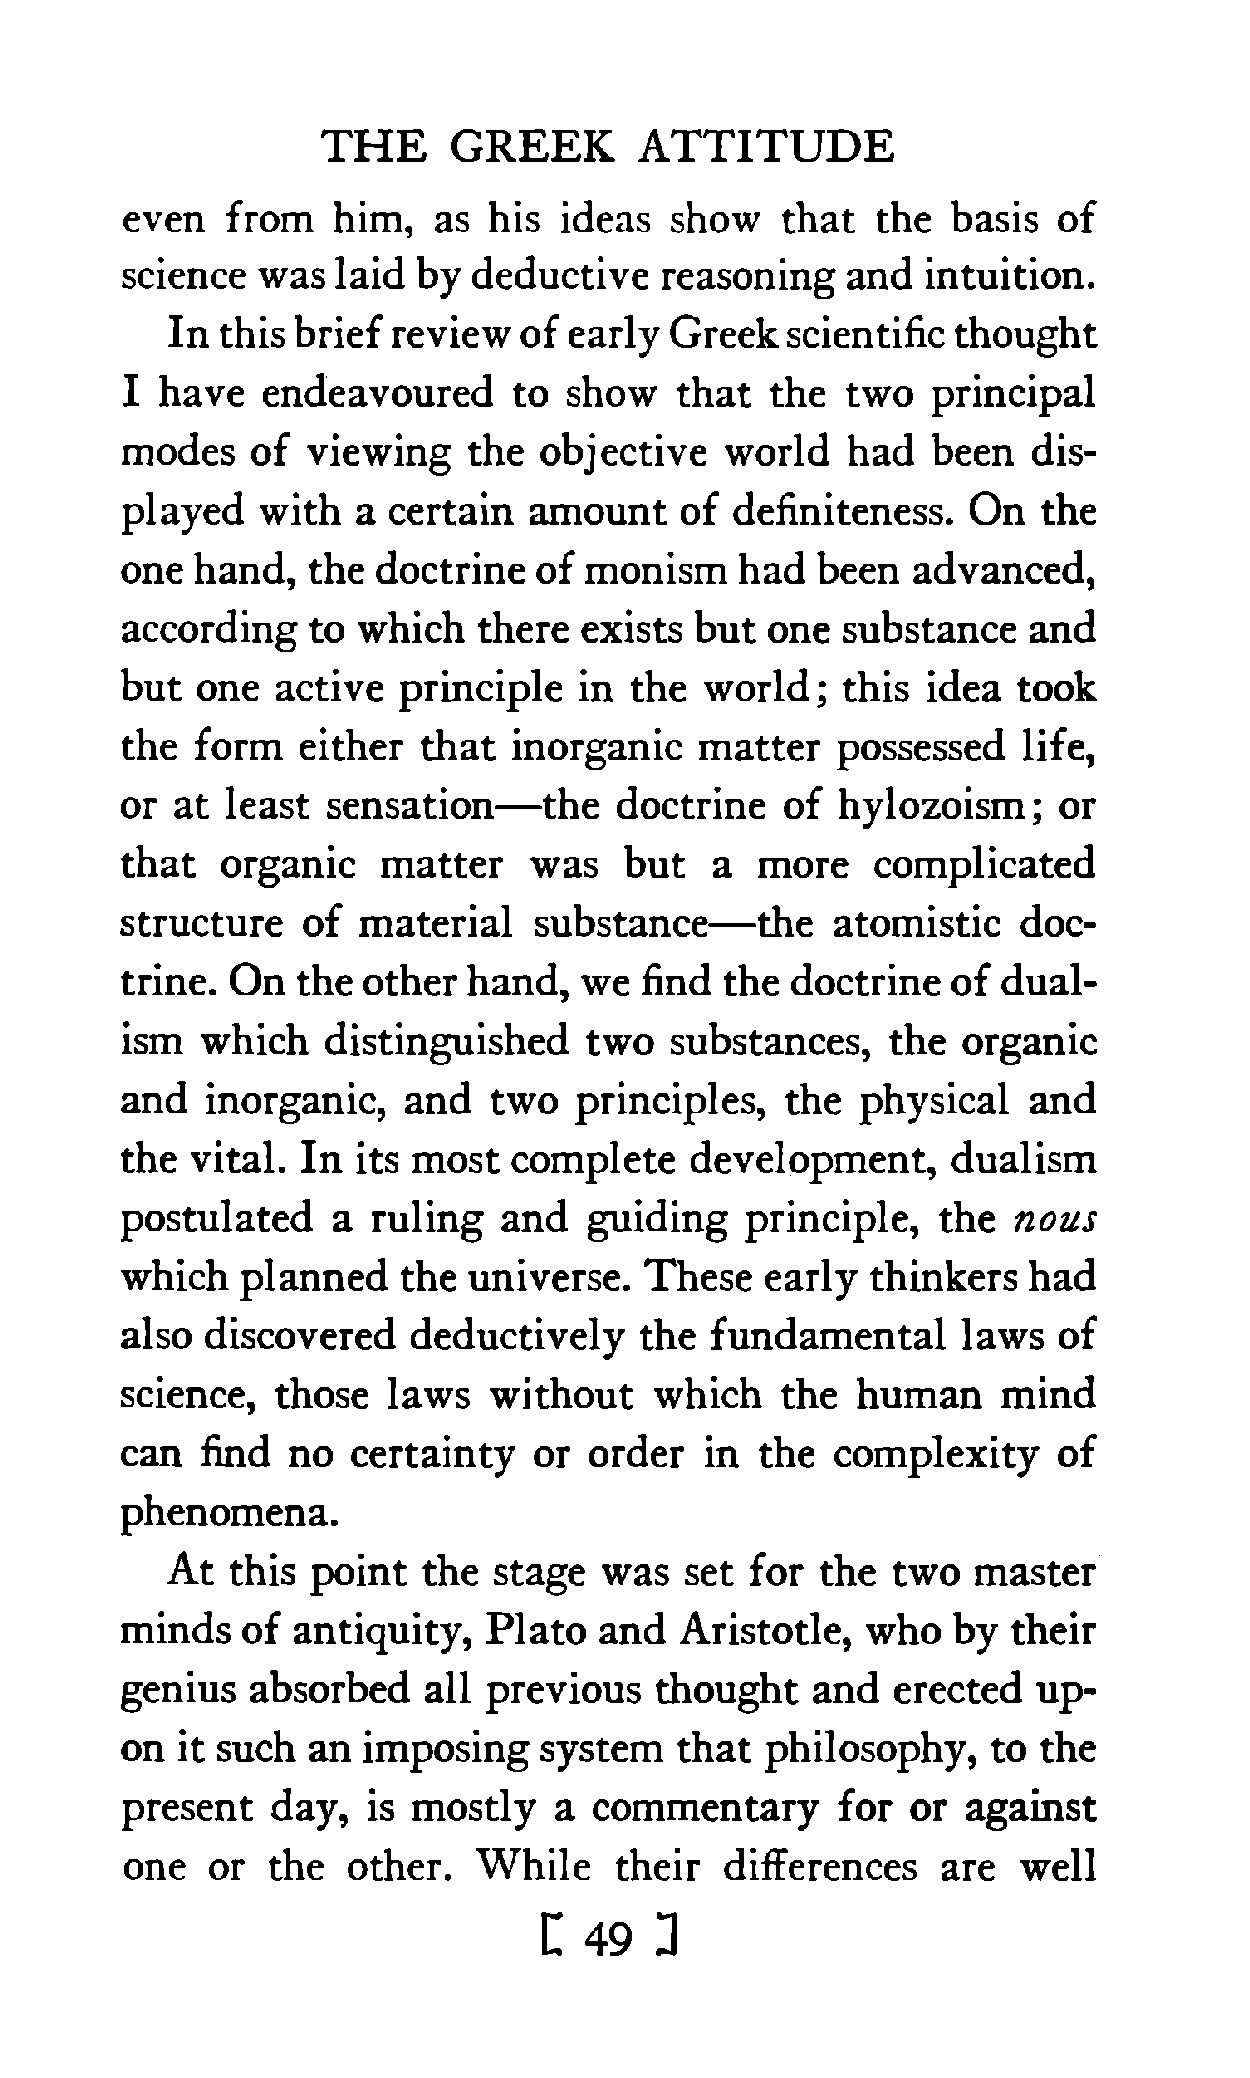 THE GREEK ATTITUDE
even from him, as his ideas show that the basis of
science was laid by deductive reasoning and intuition.
In this brief review of early Greek scientific thought
I have endeavoured to show that the two principal
modes of viewing the objective world had been dis-
played with a certain amount of definiteness. On the
one hand, the doctrine of monism had been advanced,
according to which there exists but one substance and
but one active principle in the world; this idea took
the form either that inorganic matter possessed life,
or at least sensation—the doctrine of hylozoism; or
that organic matter was but a more complicated
structure of material substance—the atomistic doc-
trine. On the other hand, we find the doctrine of dual-
ism which distinguished two substances, the organic
and inorganic, and two principles, the physical and
the vital. In its most complete development, dualism
postulated a ruling and guiding principle, the nous
which planned the universe. These early thinkers had
also discovered deductively the fundamental laws of
science, those laws without which the human mind
can find no certainty or order in the complexity of
phenomena.
At this point the stage was set for the two master
minds of antiquity, Plato and Aristotle, who by their
genius absorbed all previous thought and erected up-
on it such an imposing system that philosophy, to the
present day, is mostly a commentary for or against
one or the other. While their differences are well
[ 49 ]